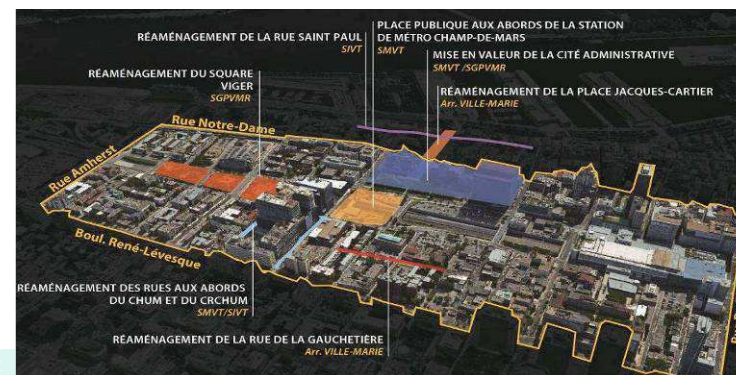 RÉAMÉNAGEMENT DE LA RUE SAINT PAUL
SIVT
PLACE PUBLIQUE AUX ABORDS DE LA STATION
DE MÉTRO CHAMP-DE-MARS
SMVT
MISE EN VALEUR DE LA CITÉ ADMINISTRATIVE
SMVT /SGPVMR
RÉAMÉNAGEMENT DU SQUARE
VIGER
SGPVMR
RÉAMÉNAGEMENT DE LA PLACE JACQUES-CARTIER
Arr. VILLE-MARIE
Rue Notre-Dame
Rue Amherst
Boul. René-Lévesque
RÉAMÉNAGEMENT DES RUES AUX ABORDS
DU CHUM ET DU CRCHUM
SMVT/SIVT
RÉAMÉNAGEMENT DE LA RUE DE LA GAUCHETIÈRE
Arr. VILLE-MARIE